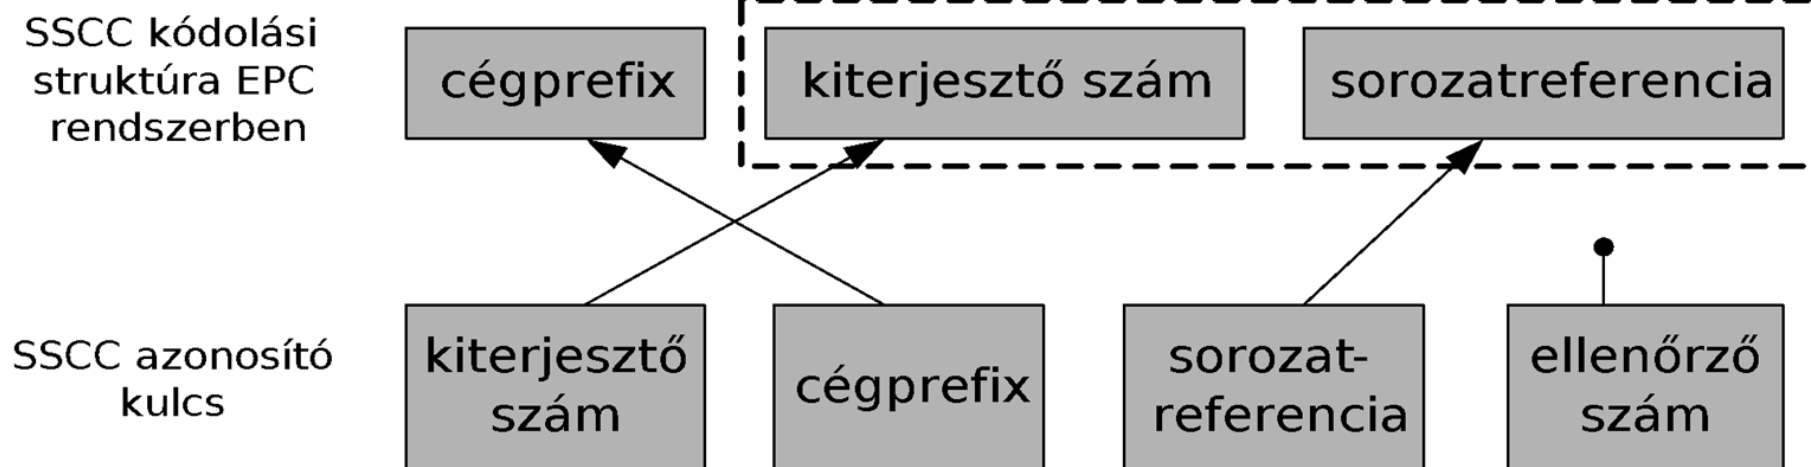 SSCC kódolási
struktúra EPC
rendszerben
cégprefix
kiterjesztő szám
sorozatreferencia
SSCC azonosító
kulcs
kiterjesztő
szám
cégprefix
sorozat-
referencia
ellenőrző
szám